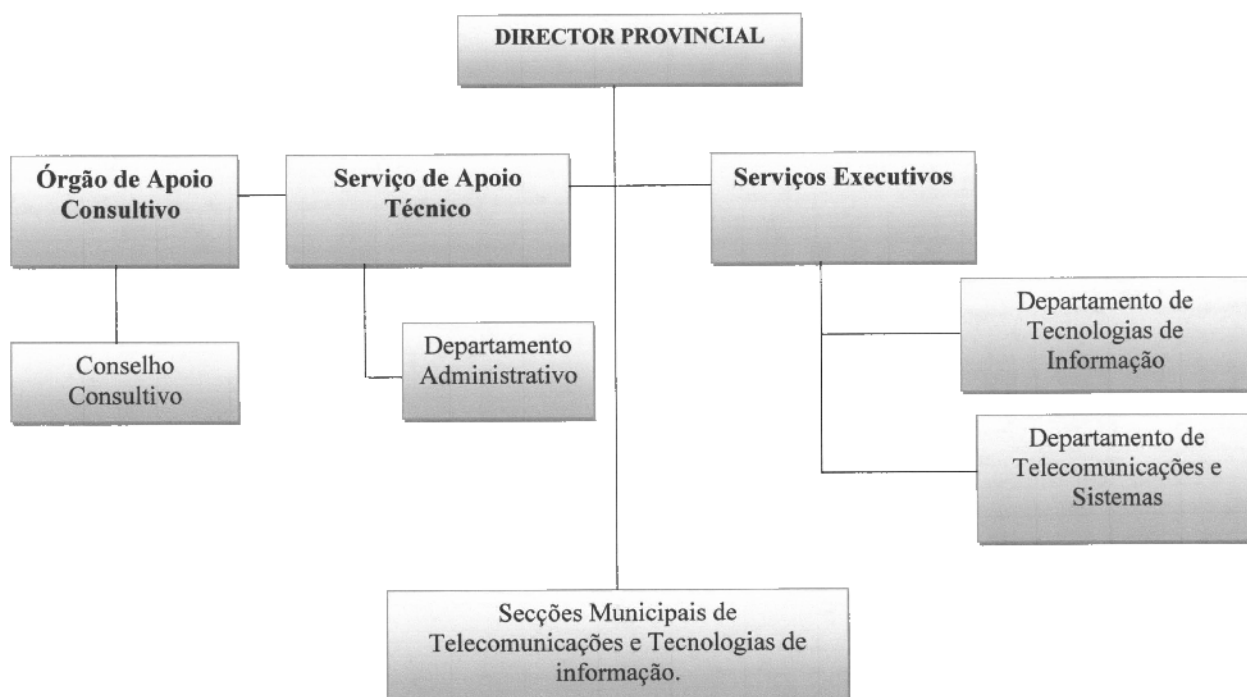 DIRECTOR PROVINCIAL
Órgão de Apoio
Consultivo
Serviço de Apoio
Técnico
Serviços Executivos
Conselho
Consultivo
Departamento
Administrativo
Departamento de
Tecnologias de
Informação
Departamento de
Telecomunicações e
Sistemas
Secções Municipais de
Telecomunicações e Tecnologias de
informação.